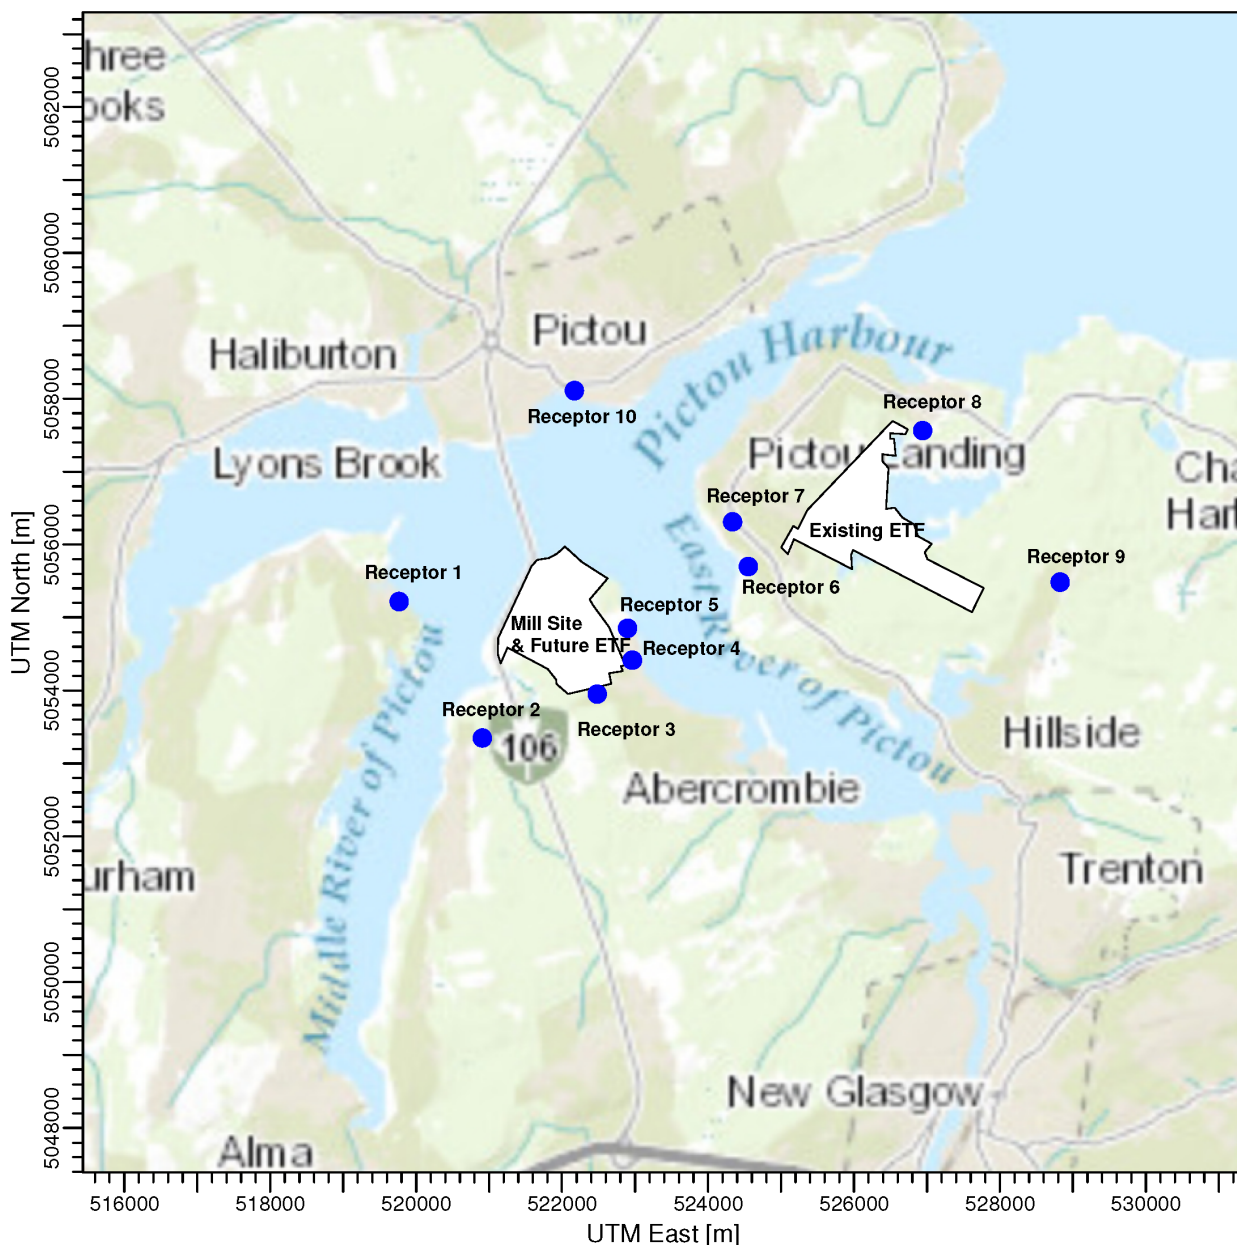 hree
ooks
Pictou
Haliburton
Pictou Harbour
Receptor 8
Receptor 10
Lyons Brook
Pictou Landing
Cha
Hart
Receptor 7
Existing ETF
East River of Pictou
Receptor 1
Receptor 9
Receptor 6
Receptor 5
Mill Site
& Future ETF
Receptor 4
Middle River of Pictou
Receptor 2
Receptor 3
106
Hillside
Abercrombie
urham
Trenton
New Glasgow
Alma
5062000
5060000
5058000
5056000
5054000
5052000
5050000
5048000
UTM North [m]
516000
518000
520000
522000
524000
526000
528000
530000
UTM East [m]